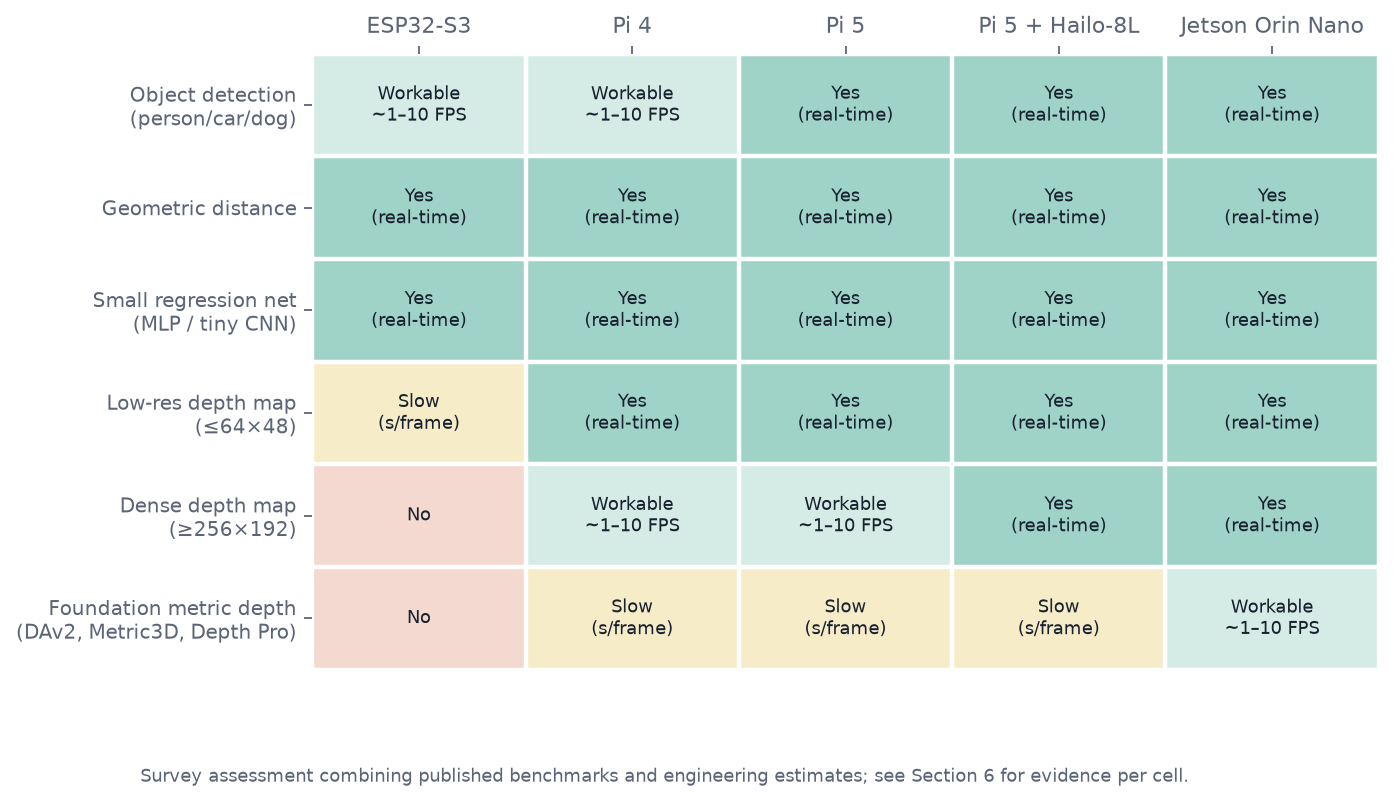 ESP32-S3 Pi 4 Pi 5 Pi 5 + Hailo-8L Jetson Orin Nano
Object detection
(person/car/dog)
Workable
~1–10 FPS
Workable
~1–10 FPS
Yes
(real-time)
Yes
(real-time)
Yes
(real-time)
Geometric distance
Yes
(real-time)
Yes
(real-time)
Yes
(real-time)
Yes
(real-time)
Yes
(real-time)
Small regression net
(MLP / tiny CNN)
Yes
(real-time)
Yes
(real-time)
Yes
(real-time)
Yes
(real-time)
Yes
(real-time)
Low-res depth map
(≤64×48)
Slow
(s/frame)
Yes
(real-time)
Yes
(real-time)
Yes
(real-time)
Yes
(real-time)
Dense depth map
(≥256×192)
No
Workable
~1–10 FPS
Workable
~1–10 FPS
Yes
(real-time)
Yes
(real-time)
Foundation metric depth
(DAv2, Metric3D, Depth Pro)
No
Slow
(s/frame)
Slow
(s/frame)
Slow
(s/frame)
Workable
~1–10 FPS
Survey assessment combining published benchmarks and engineering estimates; see Section 6 for evidence per cell.